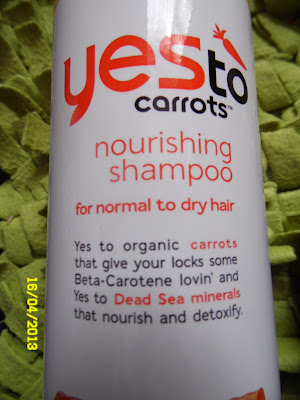 yes to
carrots™
nourishing
shampoo
for normal to dry hair
Yes to organic carrots
that give your locks some
Beta-Carotene lovin' and
Yes to Dead Sea minerals
that nourish and detoxify.
16/04/2013